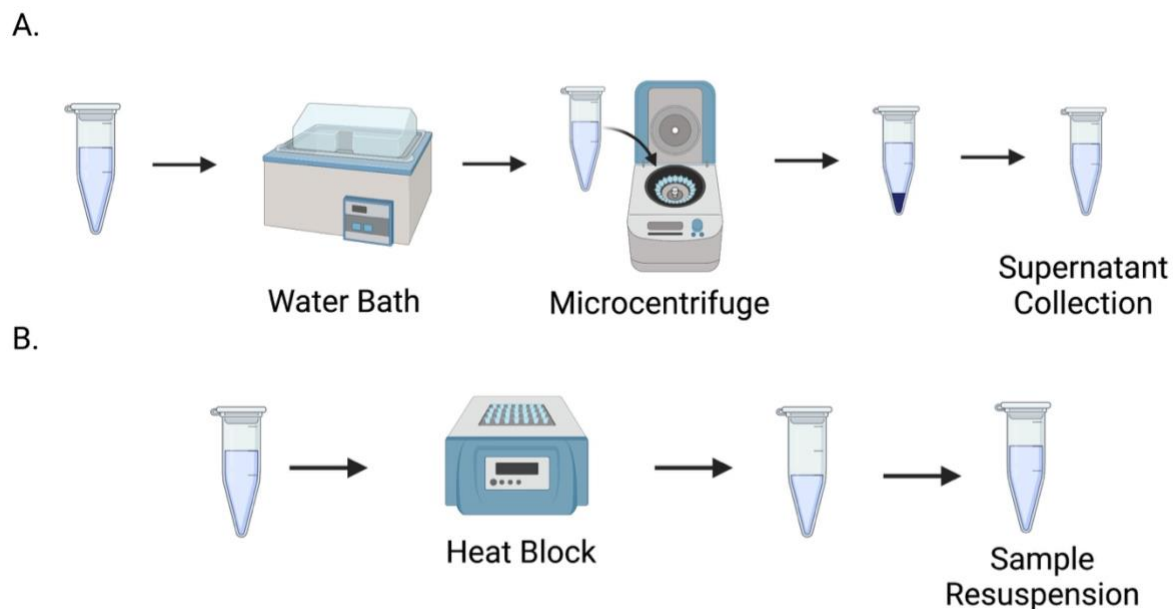 A.
Water Bath
Microcentrifuge
Supernatant
Collection
B.
Heat Block
Sample
Resuspension